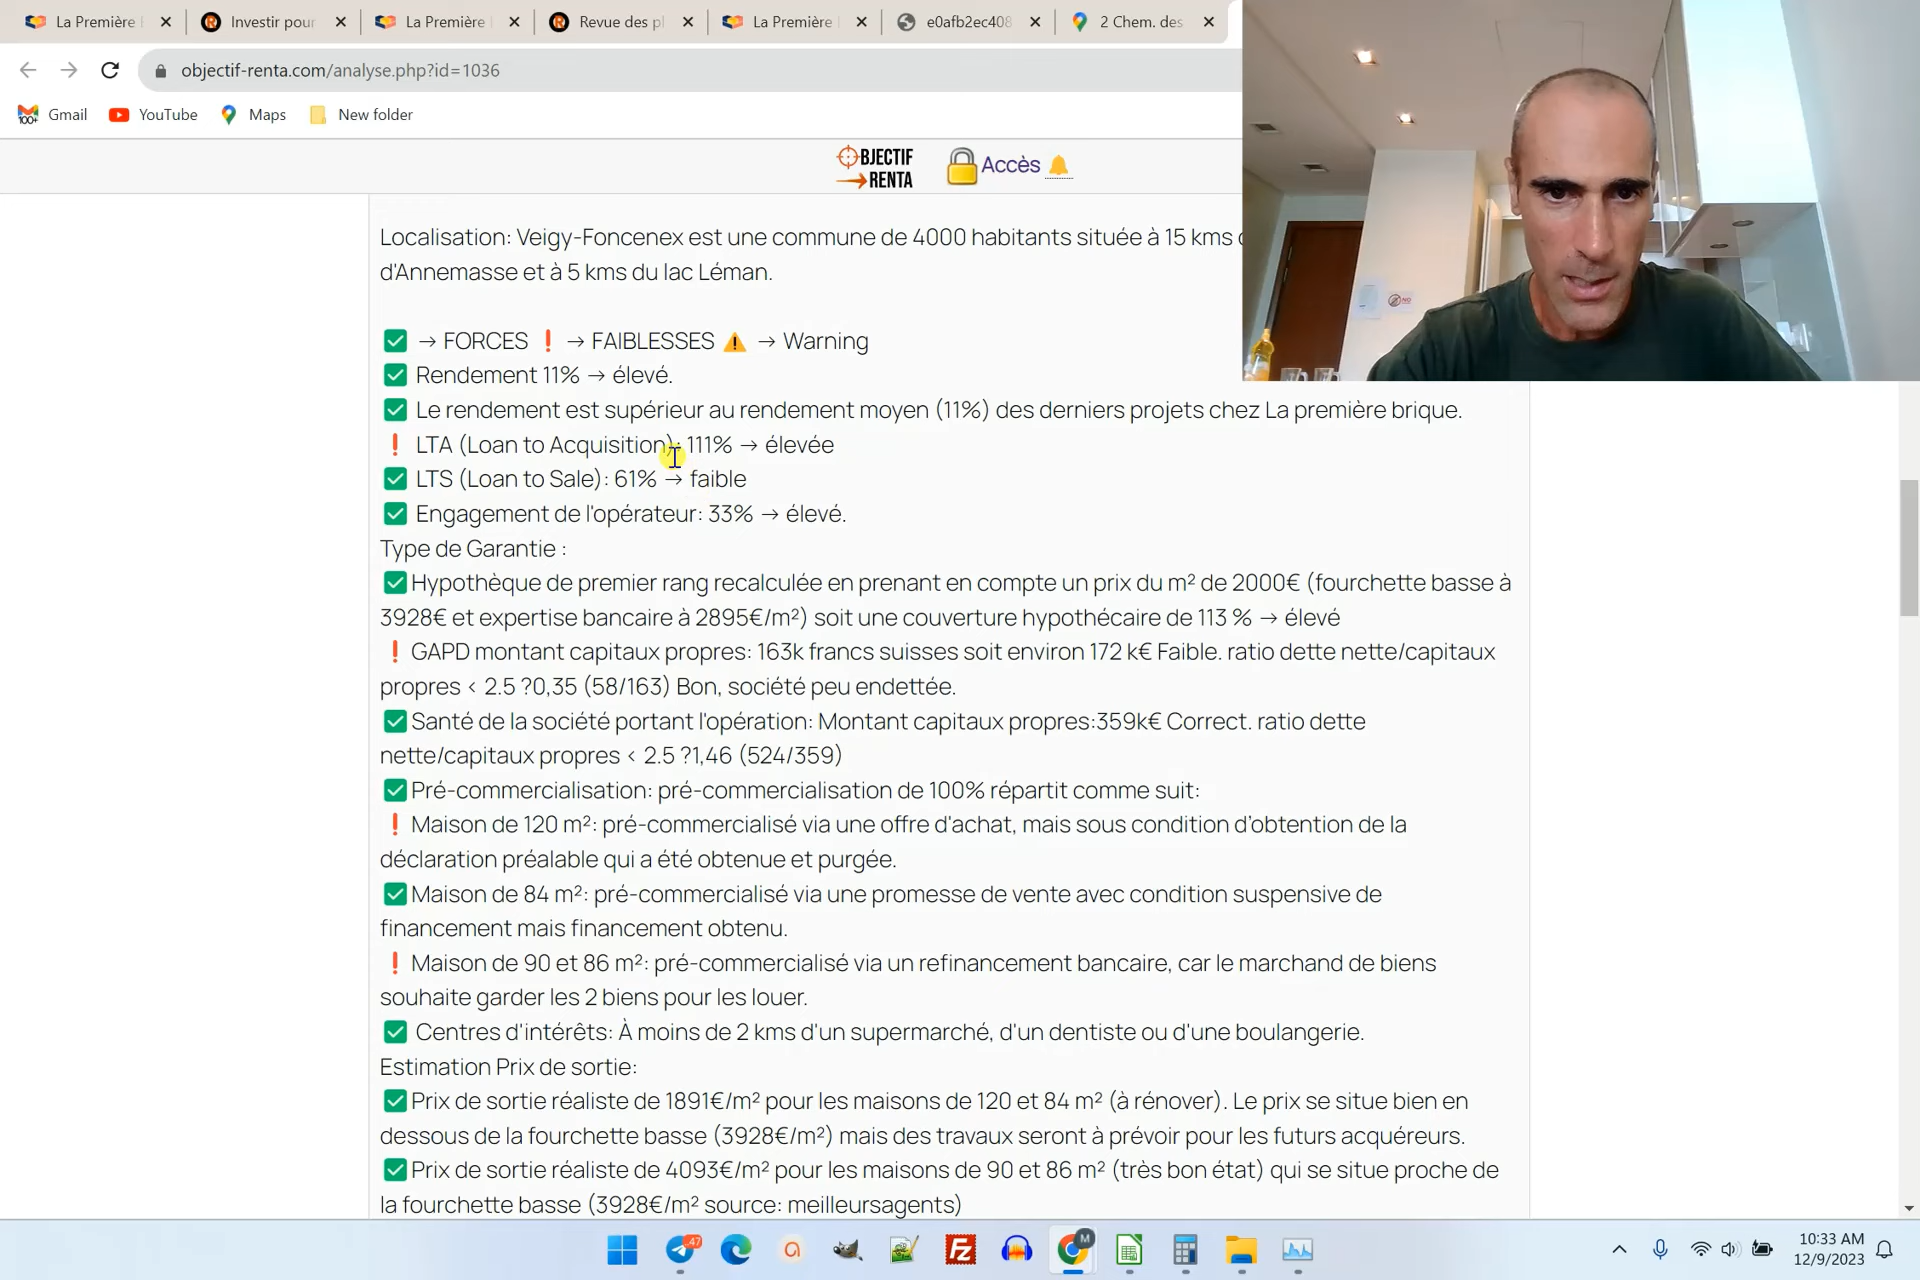 La Première
Investir pour
La Première
Revue des pl
La Première
e0afb2ec408
2 Chem. des
objectif-renta.com/analyse.php?id=1036
Gmail
YouTube
Maps
New folder
BJECTIF
RENTA
Accès
Localisation: Veigy-Foncenex est une commune de 4000 habitants située à 15 kms
d'Annemasse et à 5 kms du lac Léman.
✅ → FORCES ❗ → FAIBLESSES ⚠️ → Warning
✅ Rendement 11% → élevé.
✅ Le rendement est supérieur au rendement moyen (11%) des derniers projets chez La première brique.
❗ LTA (Loan to Acquisition): 111% → élevée
✅ LTS (Loan to Sale): 61% → faible
✅ Engagement de l'opérateur: 33% → élevé.
Type de Garantie :
✅ Hypothèque de premier rang recalculée en prenant en compte un prix du m² de 2000€ (fourchette basse à
3928€ et expertise bancaire à 2895€/m²) soit une couverture hypothécaire de 113 % → élevé
❗ GAPD montant capitaux propres: 163k francs suisses soit environ 172 k€ Faible. ratio dette nette/capitaux
propres < 2.5 ?0,35 (58/163) Bon, société peu endettée.
✅ Santé de la société portant l'opération: Montant capitaux propres:359k€ Correct. ratio dette
nette/capitaux propres < 2.5 ?1,46 (524/359)
✅ Pré-commercialisation: pré-commercialisation de 100% répartit comme suit:
❗ Maison de 120 m²: pré-commercialisé via une offre d'achat, mais sous condition d'obtention de la
déclaration préalable qui a été obtenue et purgée.
✅ Maison de 84 m²: pré-commercialisé via une promesse de vente avec condition suspensive de
financement mais financement obtenu.
❗ Maison de 90 et 86 m²: pré-commercialisé via un refinancement bancaire, car le marchand de biens
souhaite garder les 2 biens pour les louer.
✅ Centres d'intérêts: À moins de 2 kms d'un supermarché, d'un dentiste ou d'une boulangerie.
Estimation Prix de sortie:
✅ Prix de sortie réaliste de 1891€/m² pour les maisons de 120 et 84 m² (à rénover). Le prix se situe bien en
dessous de la fourchette basse (3928€/m²) mais des travaux seront à prévoir pour les futurs acquéreurs.
✅ Prix de sortie réaliste de 4093€/m² pour les maisons de 90 et 86 m² (très bon état) qui se situe proche de
la fourchette basse (3928€/m² source: meilleursagents)
NO
47
M
10:33 AM
12/9/2023